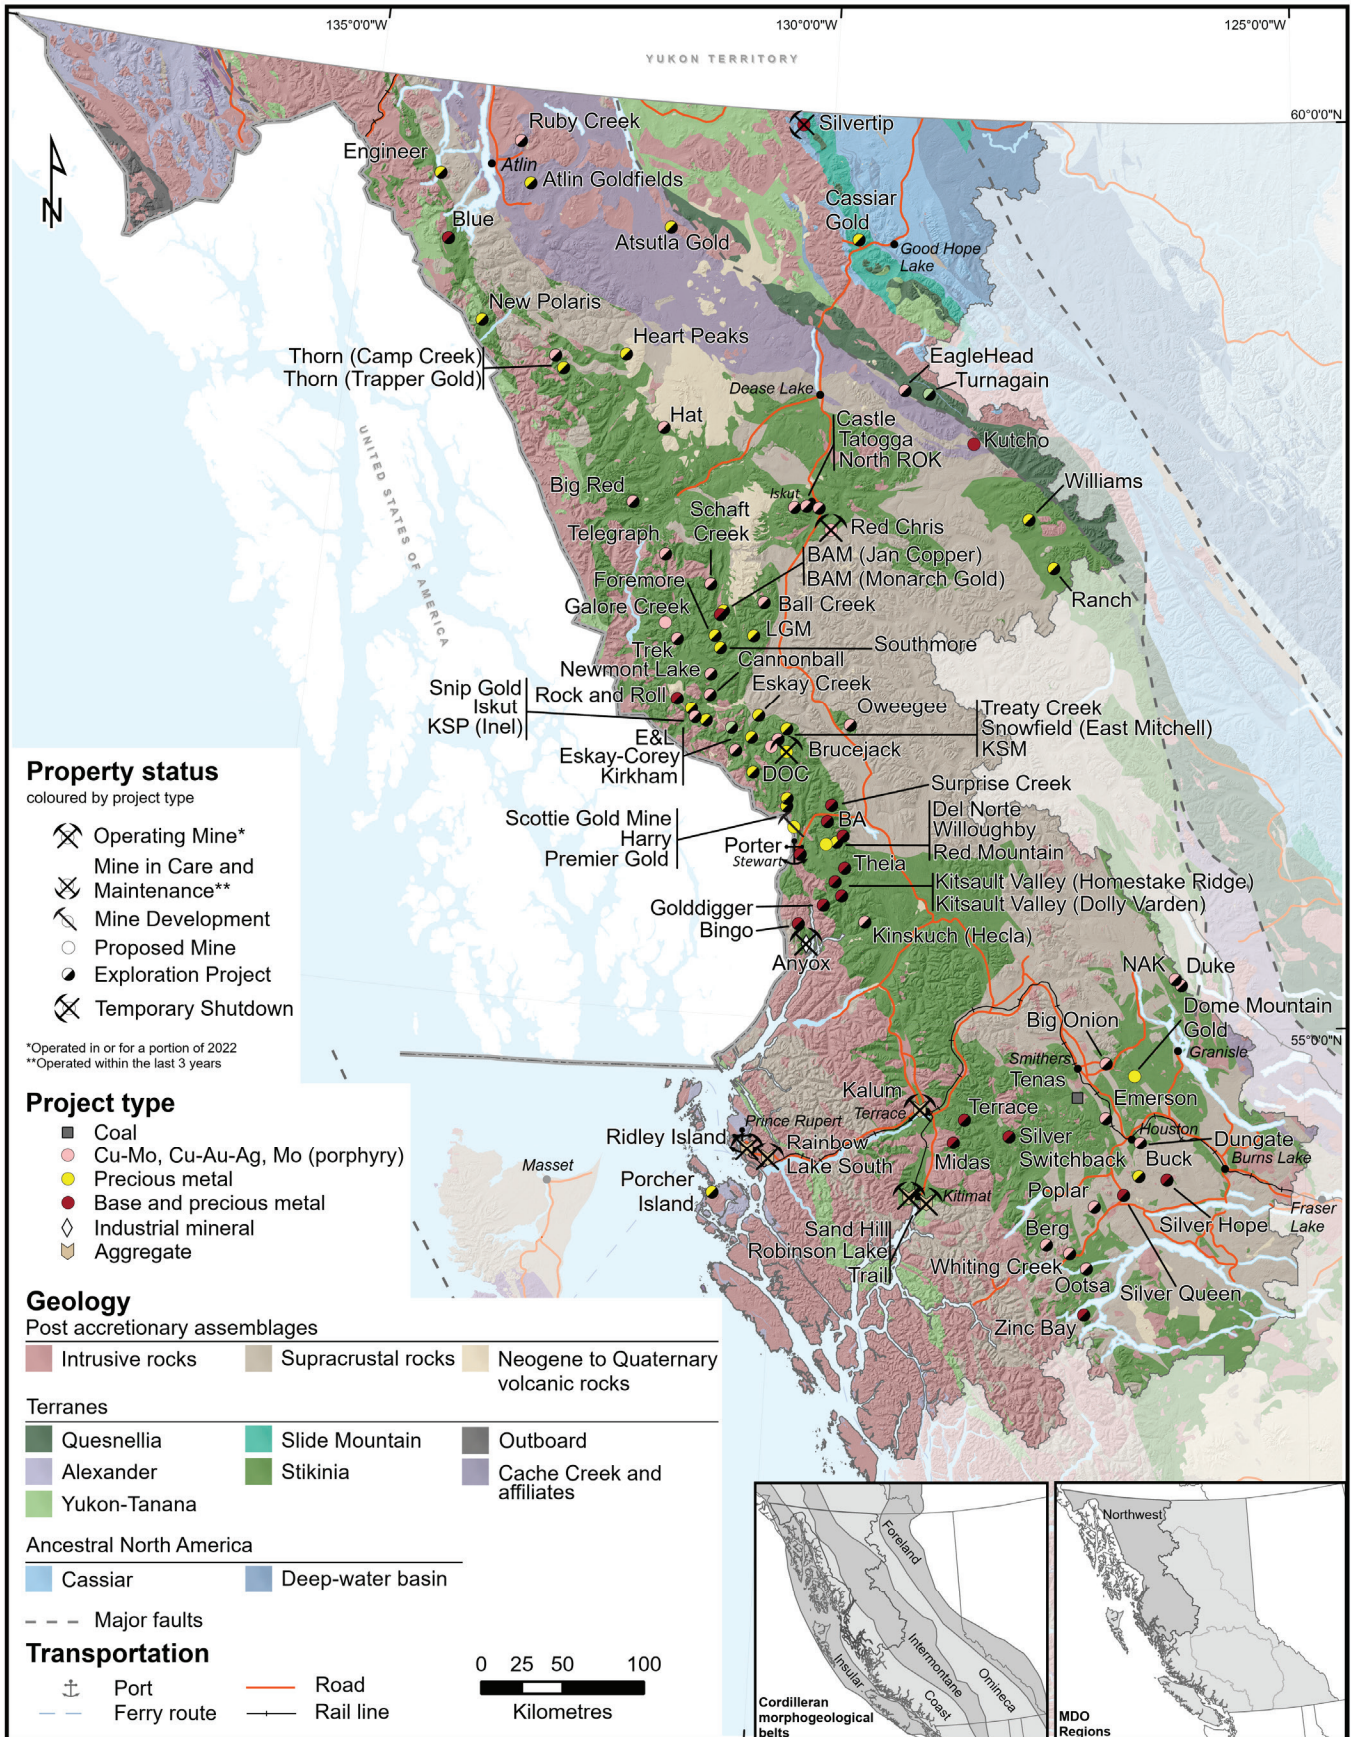 135°0'0"W
130°0'0"W
125°0'0"W
YUKON TERRITORY
60°0'0"N
Ruby Creek
Silvertip
Engineer
Atlin
Atlin Goldfields
Cassiar
Gold
Blue
Atsutla Gold
Good Hope
Lake
N
New Polaris
Heart Peaks
Thorn (Camp Creek)
Thorn (Trapper Gold)
EagleHead
Turnagain
Dease Lake
Hat
Castle
Tatogga
North ROK
Kutcho
UNITED STATES OF AMERICA
Big Red
Iskut
Williams
Schaft
Creek
Red Chris
Telegraph
BAM (Jan Copper)
BAM (Monarch Gold)
Foremore
Galore Creek
Ball Creek
Ranch
LGM
Trek
Southmore
Cannonball
Newmont Lake
Eskay Creek
Snip Gold
Iskut
KSP (Inel)
Rock and Roll
Oweegee
Treaty Creek
Snowfield (East Mitchell)
KSM
E&L
Eskay-Corey
Kirkham
Brucejack
DOC
Surprise Creek
Scottie Gold Mine
Harry
Premier Gold
BA
Del Norte
Willoughby
Red Mountain
Porter
Stewart
Theia
Kitsault Valley (Homestake Ridge)
Kitsault Valley (Dolly Varden)
Golddigger
Bingo
Kinskuch (Hecla)
Anyox
NAK
Duke
Dome Mountain
Gold
Big Onion
55°0'0"N
Granisle
Smithers
Tenas
Kalum
Terrace
Terrace
Emerson
Prince Rupert
Houston
Ridley Island
Rainbow
Lake South
Silver
Switchback
Dungate
Midas
Buck
Burns Lake
Masset
Porcher
Island
Kitimat
Poplar
Fraser
Lake
Sand Hill
Robinson Lake
Trail
Berg
Silver Hope
Whiting Creek
Ootsa
Silver Queen
Zinc Bay
Property status
coloured by project type
Operating Mine*
Mine in Care and
Maintenance**
Mine Development
Proposed Mine
Exploration Project
Temporary Shutdown
*Operated in or for a portion of 2022
**Operated within the last 3 years
Project type
Coal
Cu-Mo, Cu-Au-Ag, Mo (porphyry)
Precious metal
Base and precious metal
Industrial mineral
Aggregate
Geology
Post accretionary assemblages
Intrusive rocks
Supracrustal rocks
Neogene to Quaternary
volcanic rocks
Terranes
Quesnellia
Slide Mountain
Outboard
Alexander
Stikinia
Cache Creek and
affiliates
Yukon-Tanana
Ancestral North America
Cassiar
Deep-water basin
Major faults
Transportation
Port
Road
Ferry route
Rail line
0 25 50 100
Kilometres
Foreland
Intermontane
Omineca
Insular
Coast
Cordilleran
morphogeological
belts
Northwest
MDO
Regions